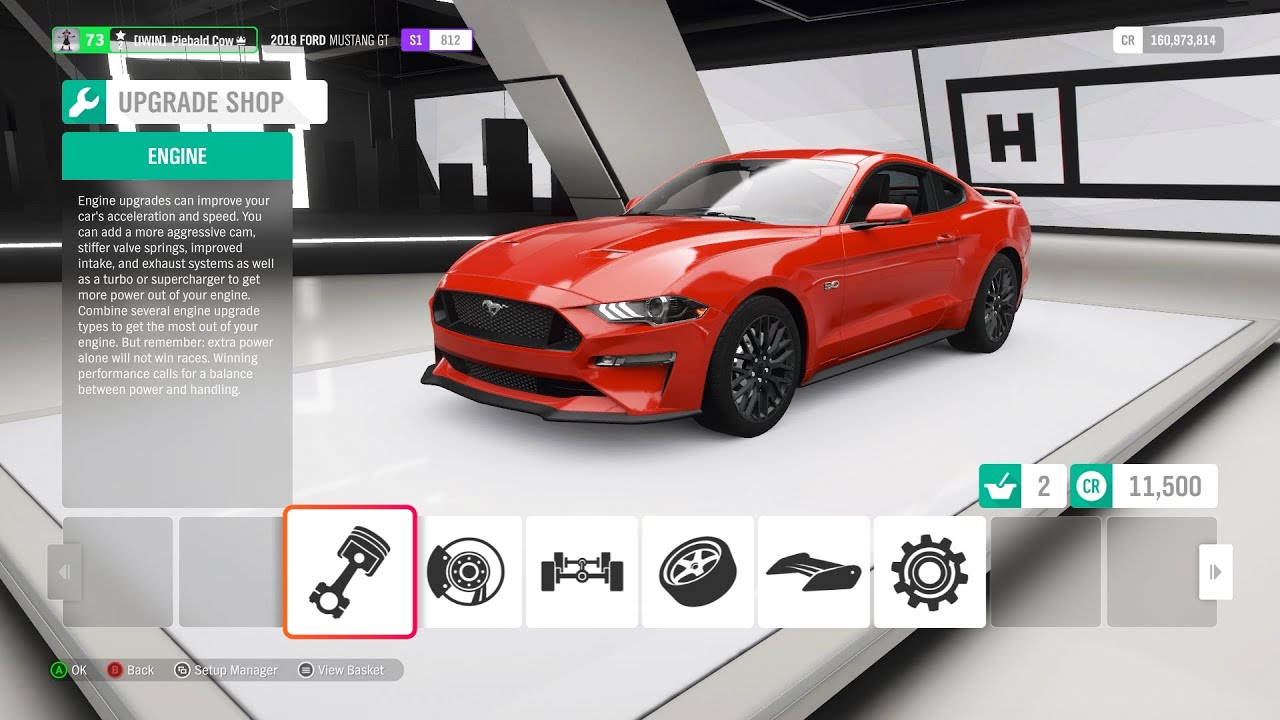 73 [IWIN] Piebald Cow 2018 FORD MUSTANG GT S1 812 CR 160,973,814
UPGRADE SHOP
H
ENGINE
Engine upgrades can improve your
car's acceleration and speed. You
can add a more aggressive cam,
stiffer valve springs, improved
intake, and exhaust systems as well
as a turbo or supercharger to get
more power out of your engine.
Combine several engine upgrade
types to get the most out of your
engine. But remember: extra power
alone will not win races. Winning
performance calls for a balance
between power and handling.
5.0
2 CR 11,500
A OK B Back Setup Manager View Basket